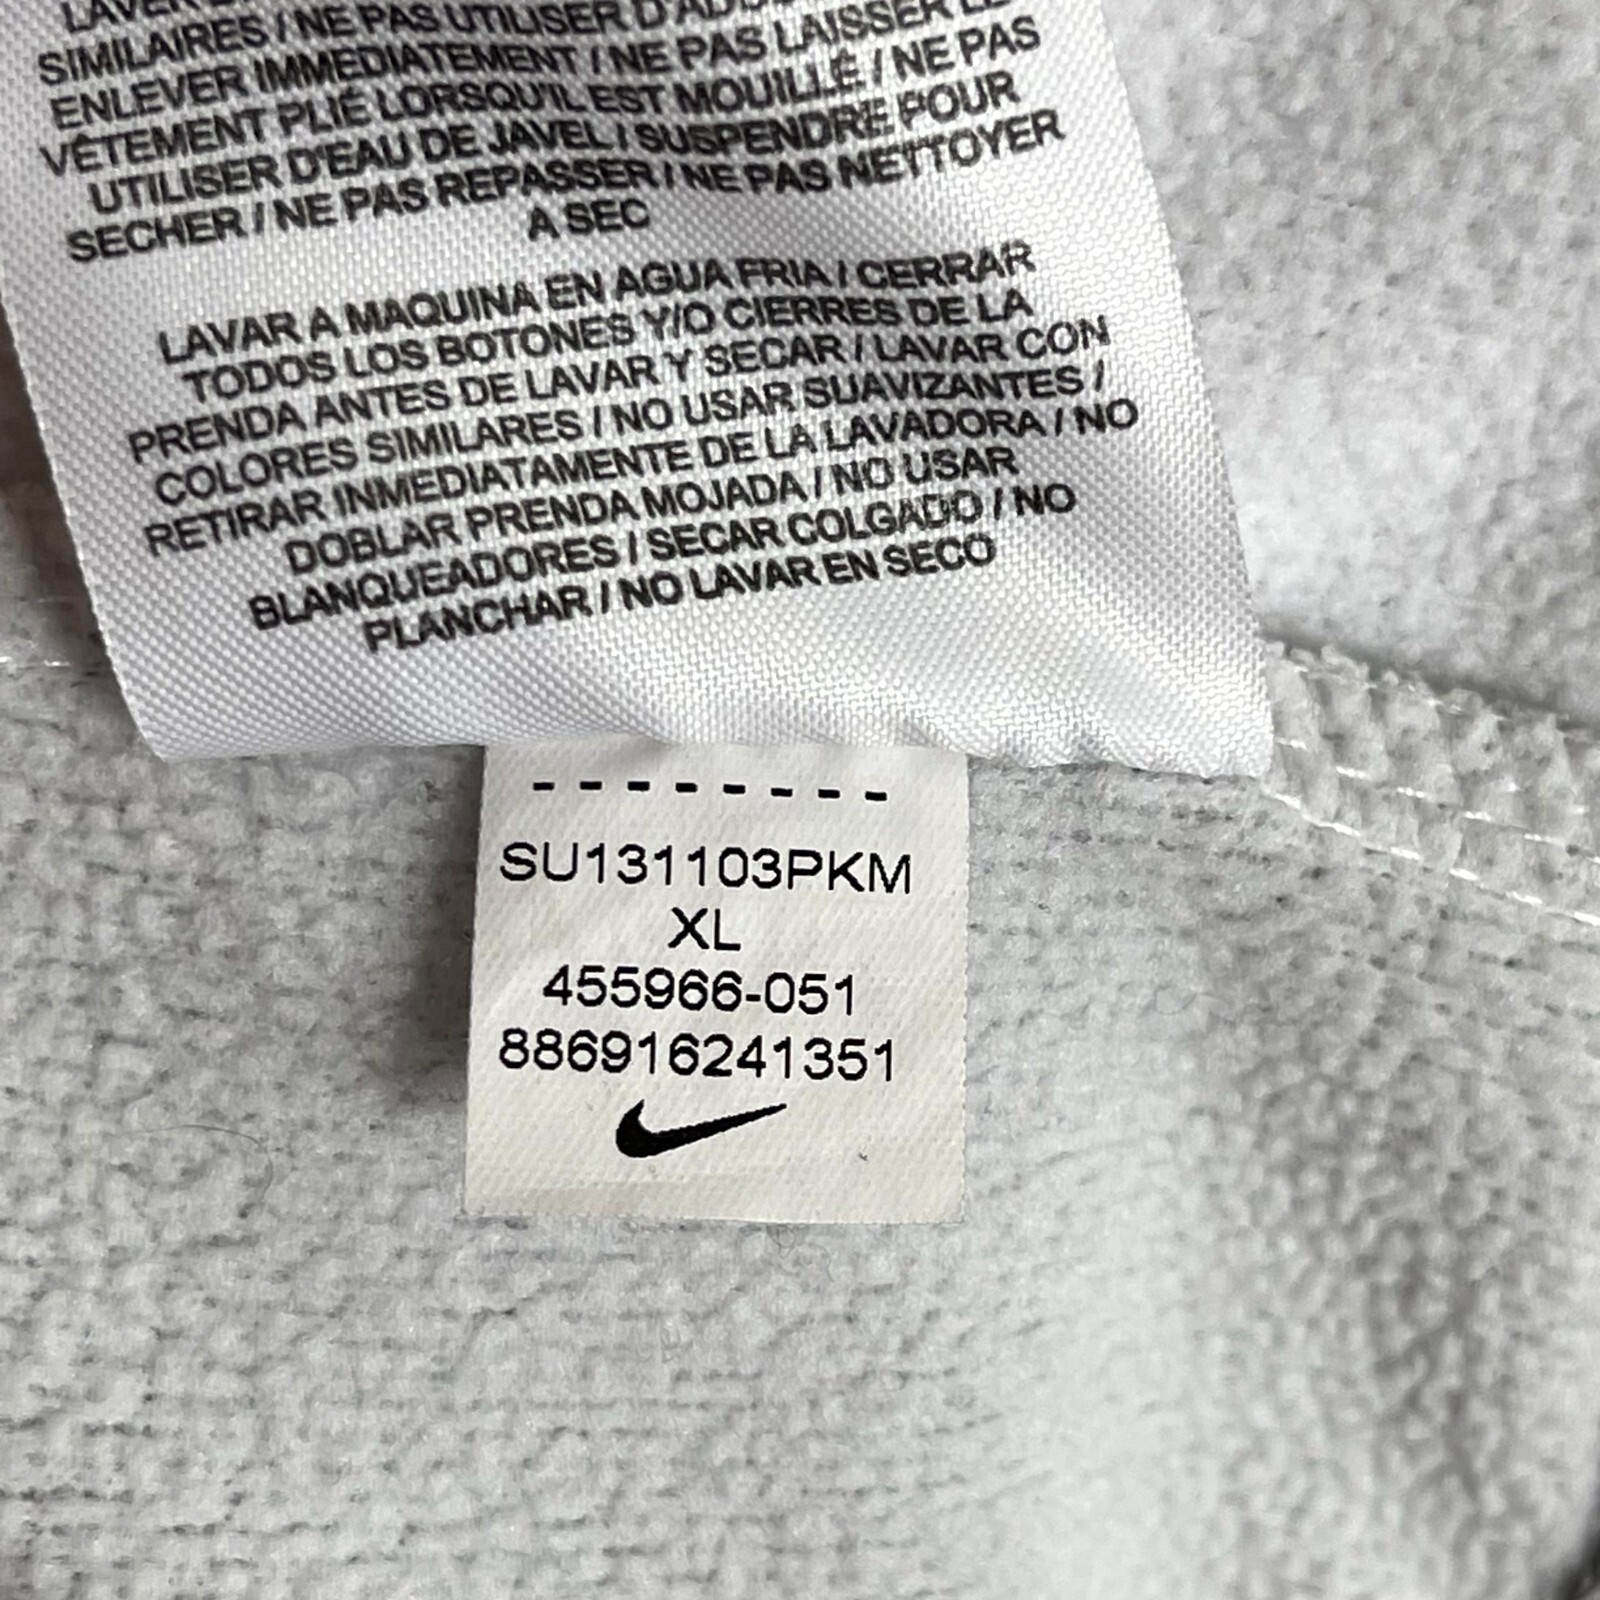 SIMILAIRES / NE PAS UTILISER
ENLEVER IMMEDIATEMENT / NE PAS LAISSER
VÊTEMENT PLIÉ LORSQU'IL EST MOUILLÉ / NE PAS
UTILISER D'EAU DE JAVEL / SUSPENDRE POUR
SECHER / NE PAS REPASSER / NE PAS NETTOYER
A SEC
LAVAR A MAQUINA EN AGUA FRIA / CERRAR
TODOS LOS BOTONES Y/O CIERRES DE LA
PRENDA ANTES DE LAVAR Y SECAR / LAVAR CON
COLORES SIMILARES / NO USAR SUAVIZANTES /
RETIRAR INMEDIATAMENTE DE LA LAVADORA / NO
DOBLAR PRENDA MOJADA / NO USAR
BLANQUEADORES / SECAR COLGADO / NO
PLANCHAR / NO LAVAR EN SECO
--------
SU131103PKM
XL
455966-051
886916241351